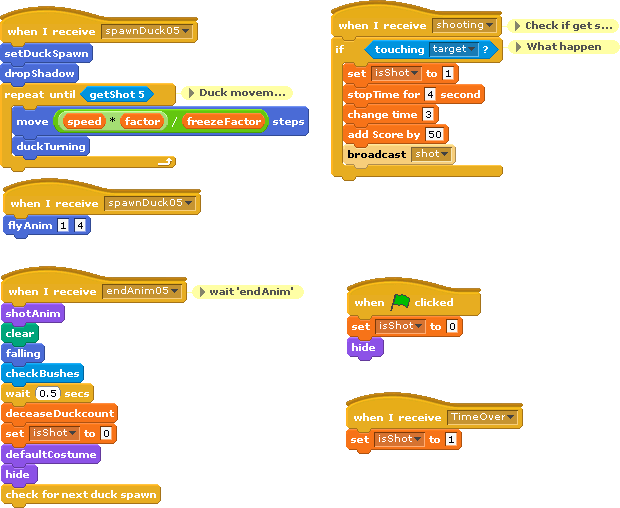 when I receive spawnDuck05
setDuckSpawn
dropShadow
repeat until getShot 5
Duck movem...
move speed * factor / freezeFactor steps
duckTurning
when I receive spawnDuck05
flyAnim 1 4
when I receive endAnim05
wait 'endAnim'
shotAnim
clear
falling
checkBushes
wait 0.5 secs
deceaseDuckcount
set isShot to 0
defaultCostume
hide
check for next duck spawn
when I receive shooting
Check if get s...
if touching target ?
What happen
set isShot to 1
stopTime for 4 second
change time 3
add Score by 50
broadcast shot
when clicked
set isShot to 0
hide
when I receive TimeOver
set isShot to 1